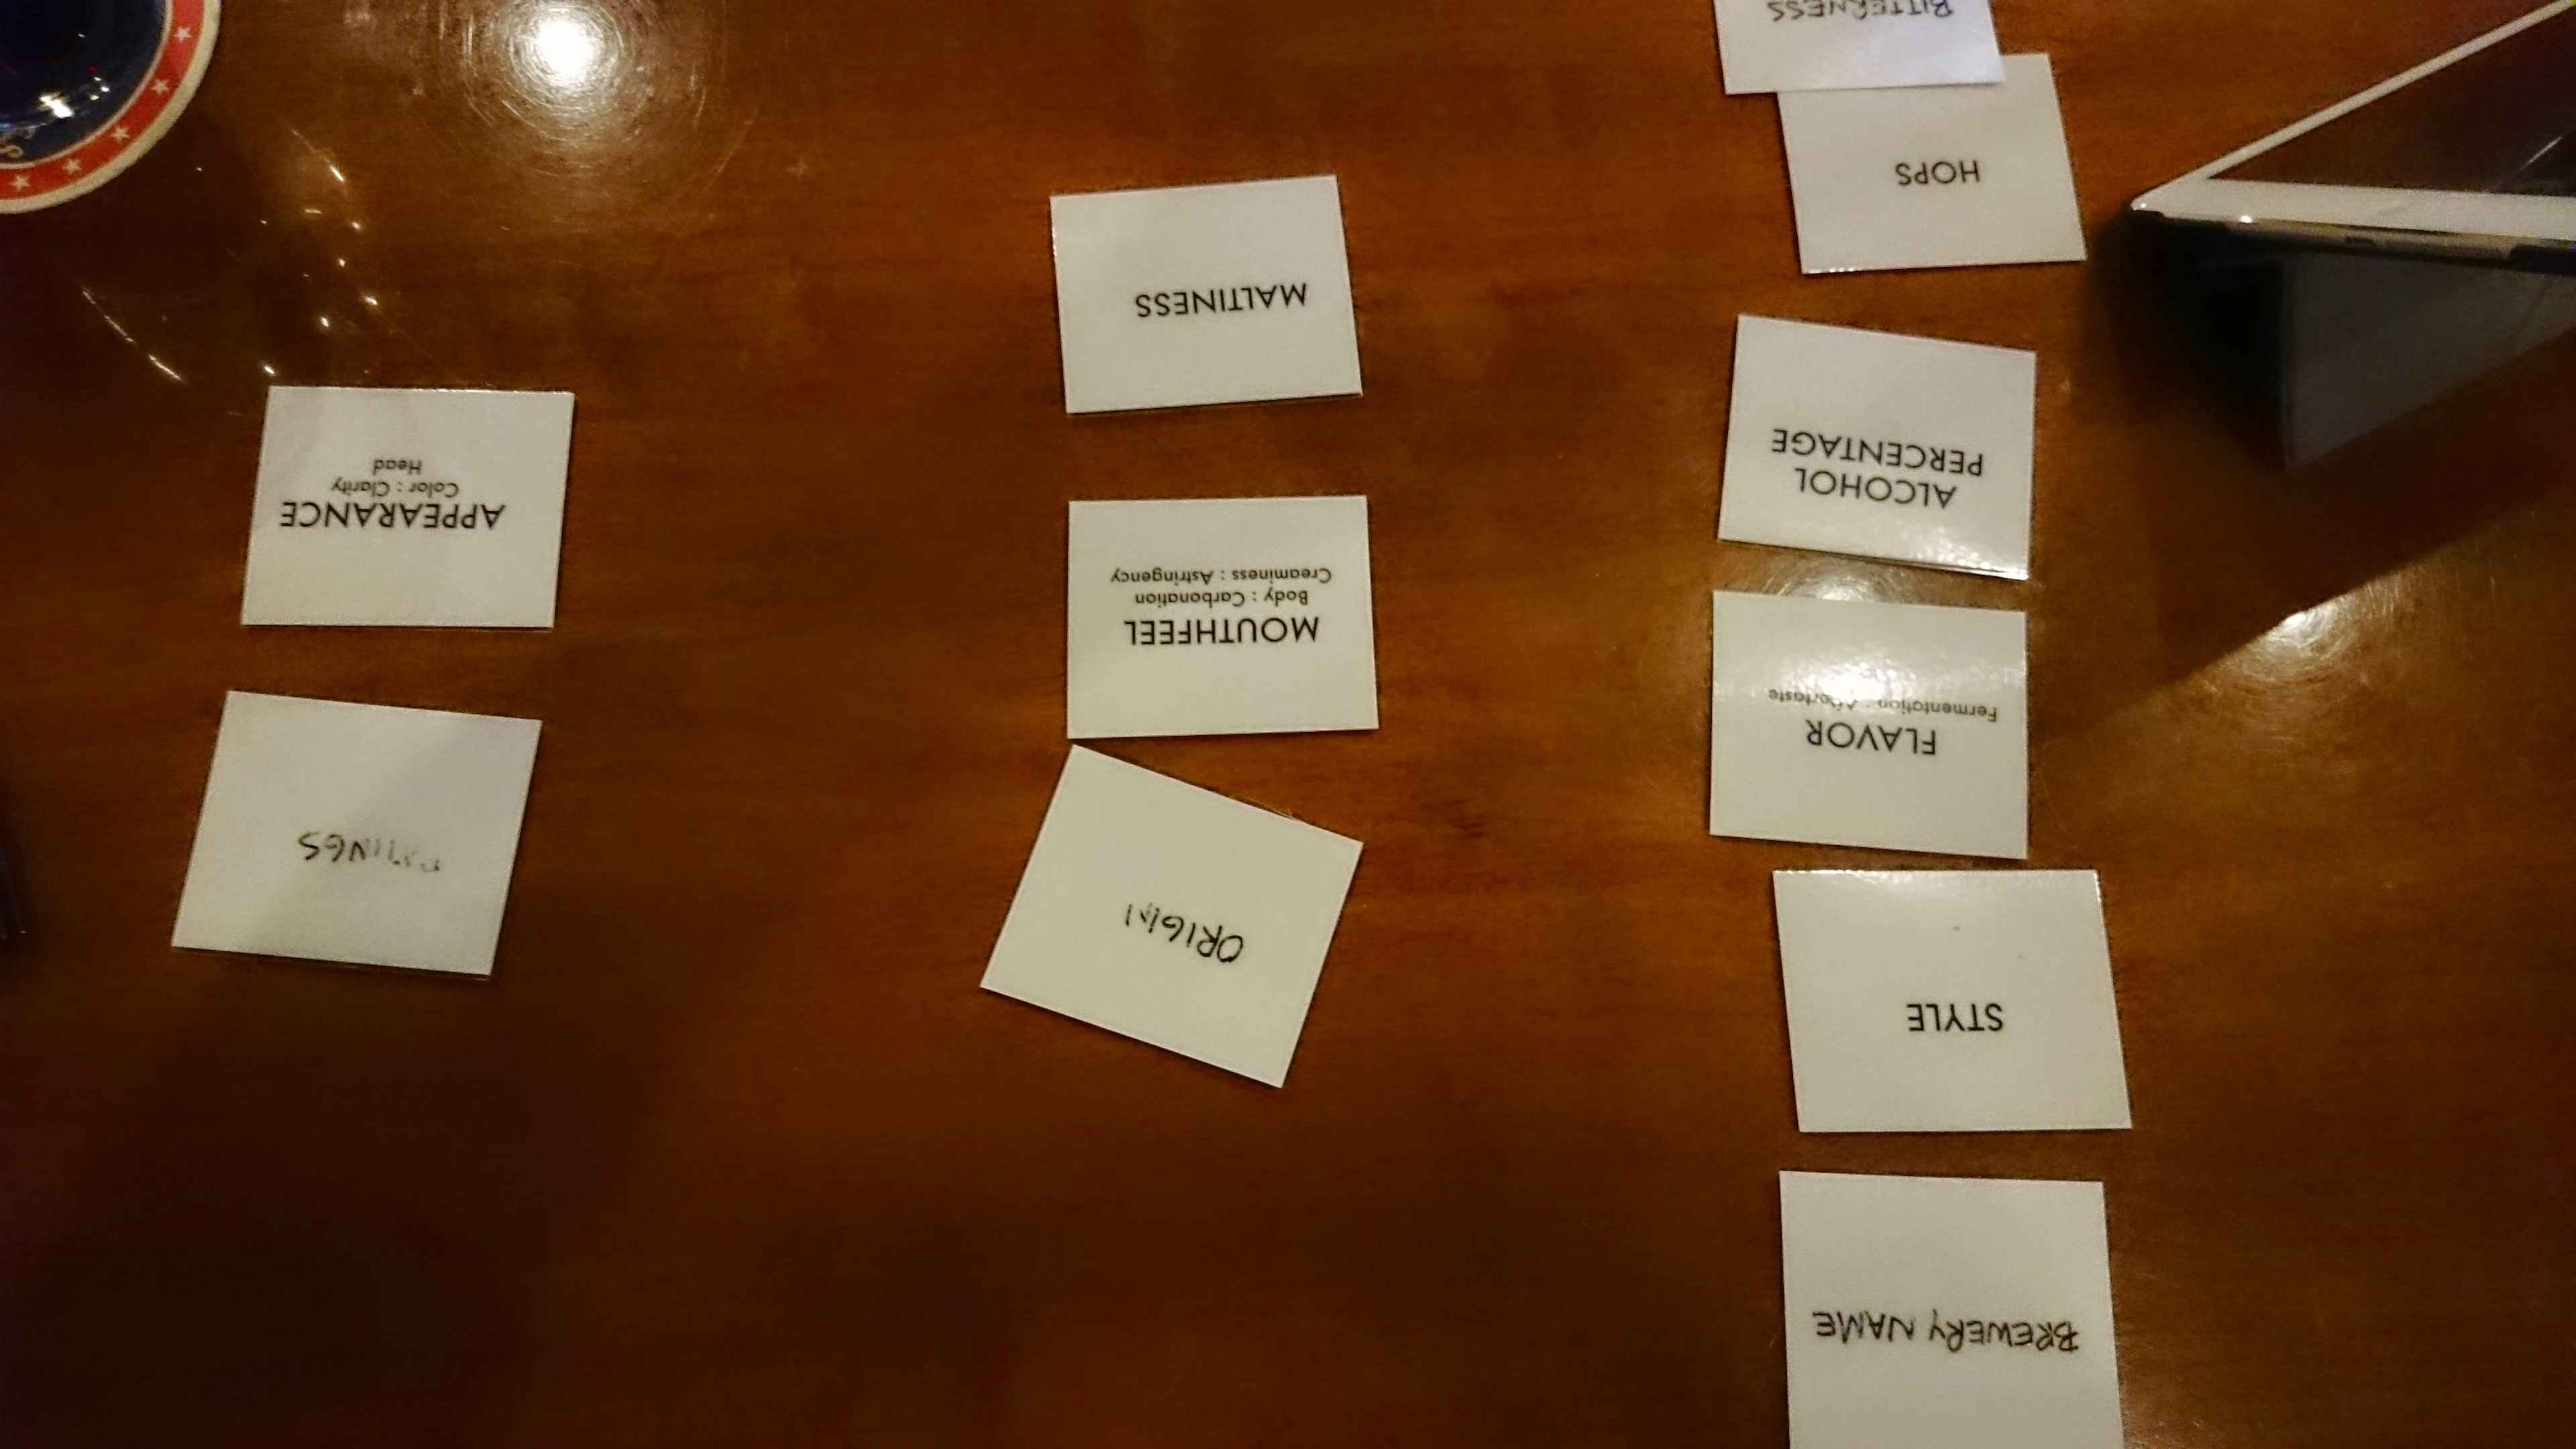 BREWERY NAME
STYLE
FLAVOR
Fermentation : Aftertaste
ALCOHOL
PERCENTAGE
HOPS
BITTERNESS
ORIGIN
MOUTHFEEL
Body : Carbonation
Creaminess : Astringency
MALTINESS
RATINGS
APPEARANCE
Color : Clarity
Head